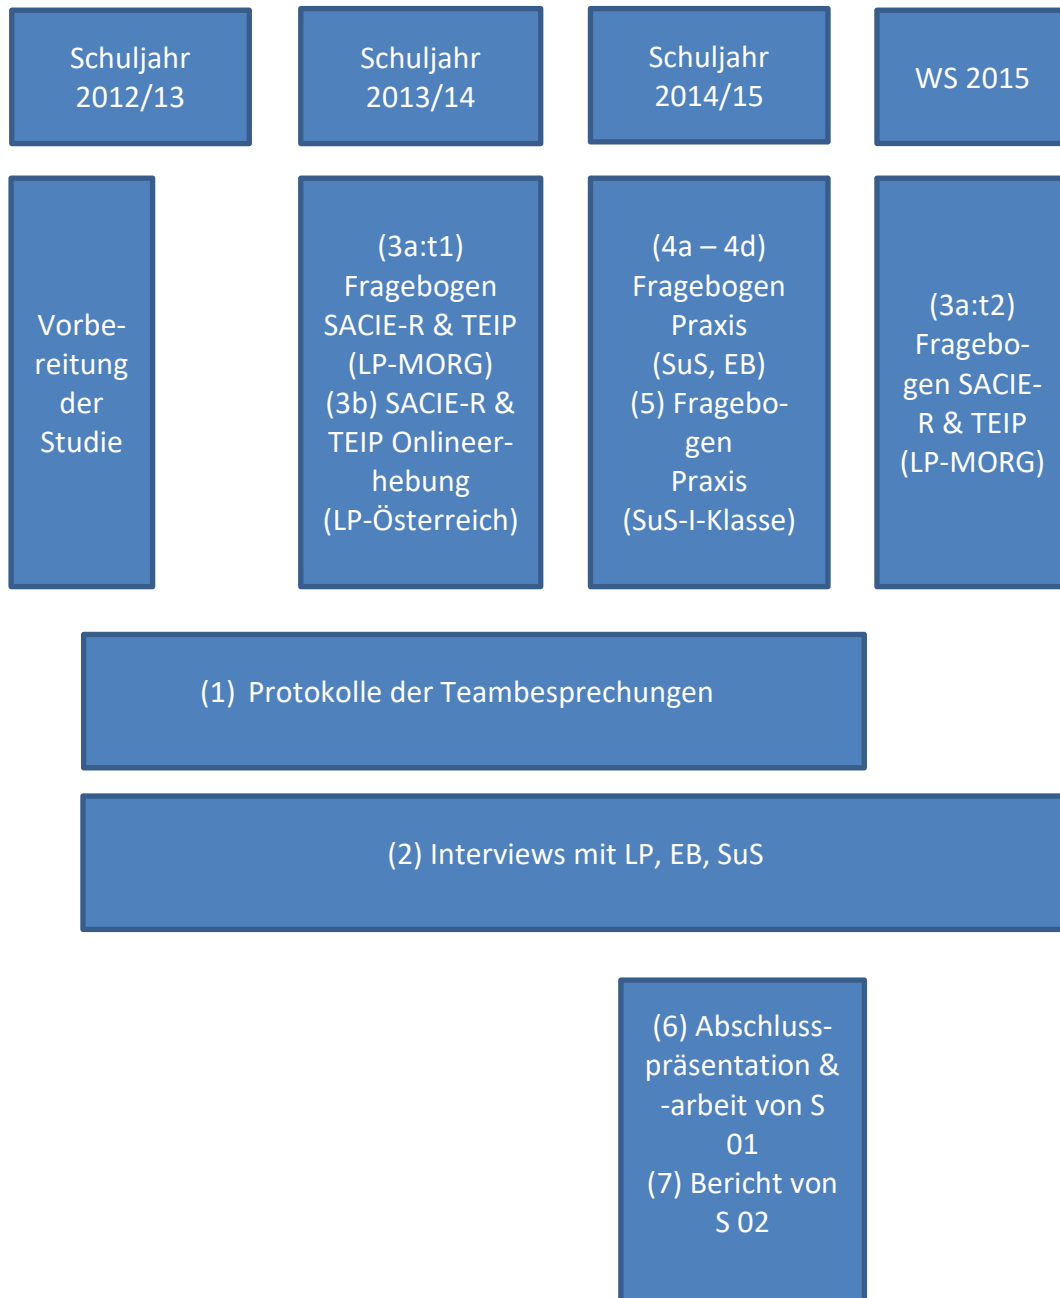 Schuljahr
2012/13
Schuljahr
2013/14
Schuljahr
2014/15
WS 2015
Vorbe-
reitung
der
Studie
(3a:t1)
Fragebogen
SACIE-R & TEIP
(LP-MORG)
(3b) SACIE-R &
TEIP Onlineer-
hebung
(LP-Österreich)
(4a – 4d)
Fragebogen
Praxis
(SuS, EB)
(5) Fragebo-
gen
Praxis
(SuS-I-Klasse)
(3a:t2)
Fragebo-
gen SACIE-
R & TEIP
(LP-MORG)
(1) Protokolle der Teambesprechungen
(2) Interviews mit LP, EB, SuS
(6) Abschluss-
präsentation &
-arbeit von S
01
(7) Bericht von
S 02